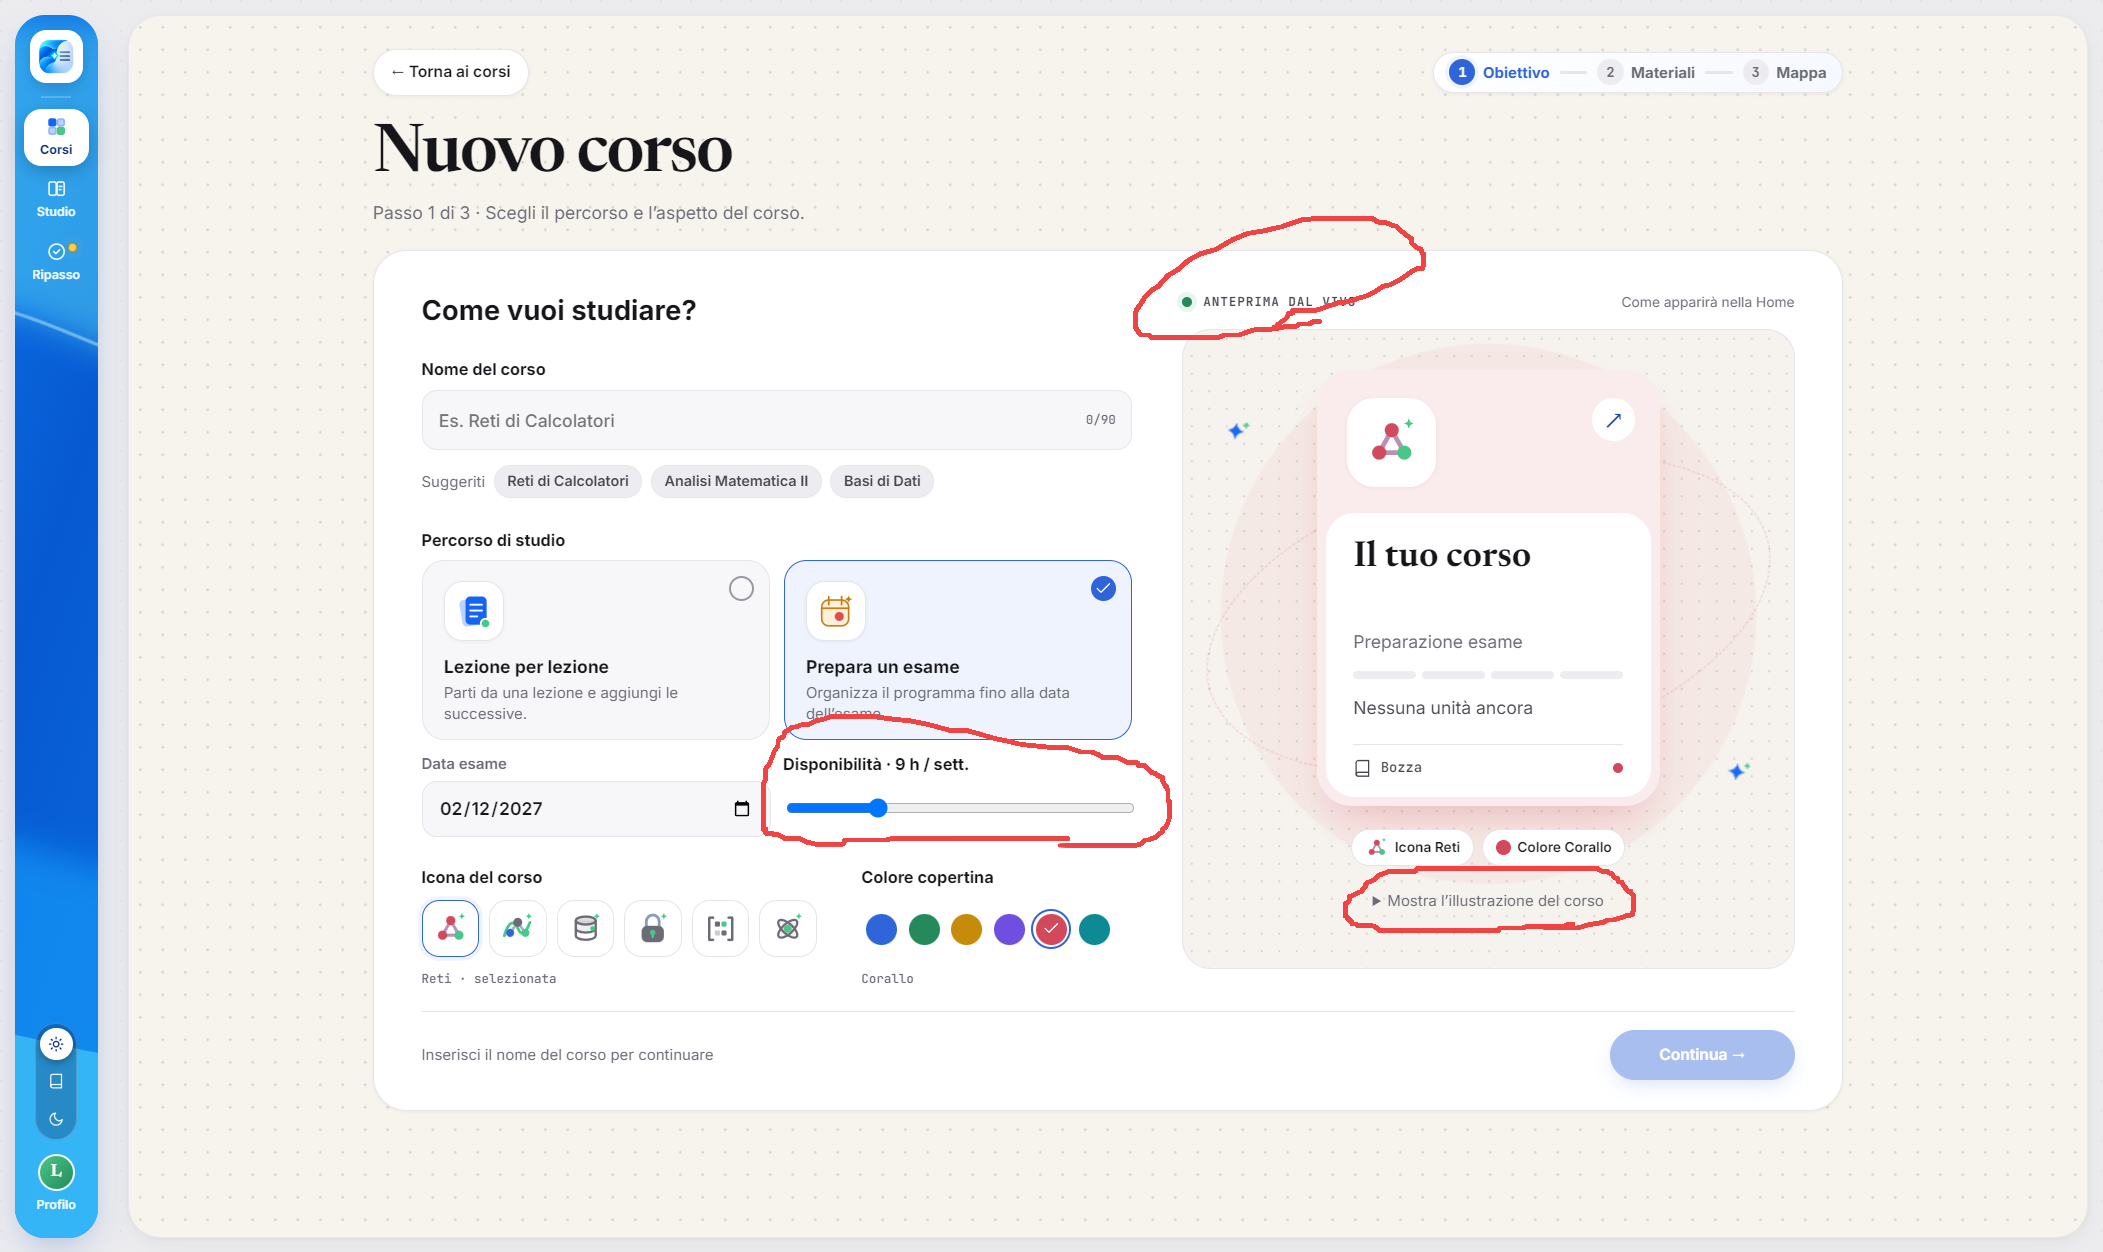 Corsi
Studio
Ripasso
L
Profilo
← Torna ai corsi
1 Obiettivo 2 Materiali 3 Mappa
Nuovo corso
Passo 1 di 3 · Scegli il percorso e l’aspetto del corso.
Come vuoi studiare?
Nome del corso
Es. Reti di Calcolatori 0/90
Suggeriti Reti di Calcolatori Analisi Matematica II Basi di Dati
Percorso di studio
Lezione per lezione
Parti da una lezione e aggiungi le
successive.
Prepara un esame
Organizza il programma fino alla data
dell’esame.
Data esame
02/12/2027
Disponibilità · 9 h / sett.
Icona del corso
Reti · selezionata
Colore copertina
Corallo
ANTEPRIMA DAL VIVO
Come apparirà nella Home
Il tuo corso
Preparazione esame
Nessuna unità ancora
Bozza
Icona Reti Colore Corallo
▶ Mostra l’illustrazione del corso
Inserisci il nome del corso per continuare
Continua →